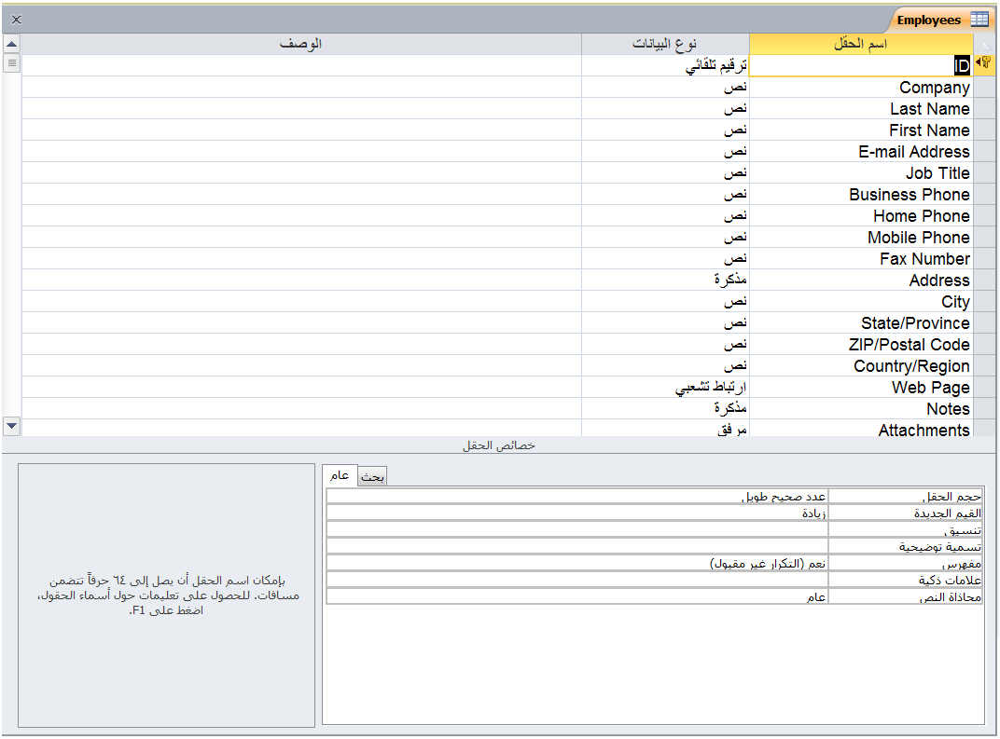 Employees
اسم الحقل نوع البيانات الوصف
ID ترقيم تلقائي
Company نص
Last Name نص
First Name نص
E-mail Address نص
Job Title نص
Business Phone نص
Home Phone نص
Mobile Phone نص
Fax Number نص
Address مذكرة
City نص
State/Province نص
ZIP/Postal Code نص
Country/Region نص
Web Page ارتباط تشعبي
Notes مذكرة
Attachments مرفق
خصائص الحقل
عام بحث
حجم الحقل عدد صحيح طويل
القيم الجديدة زيادة
تنسيق
تسمية توضيحية
مفهرس نعم (التكرار غير مقبول)
علامات ذكية
محاذاة النص عام
بإمكان اسم الحقل أن يصل إلى ٦٤ حرفاً تتضمن
مسافات. للحصول على تعليمات حول أسماء الحقول،
اضغط على F1.